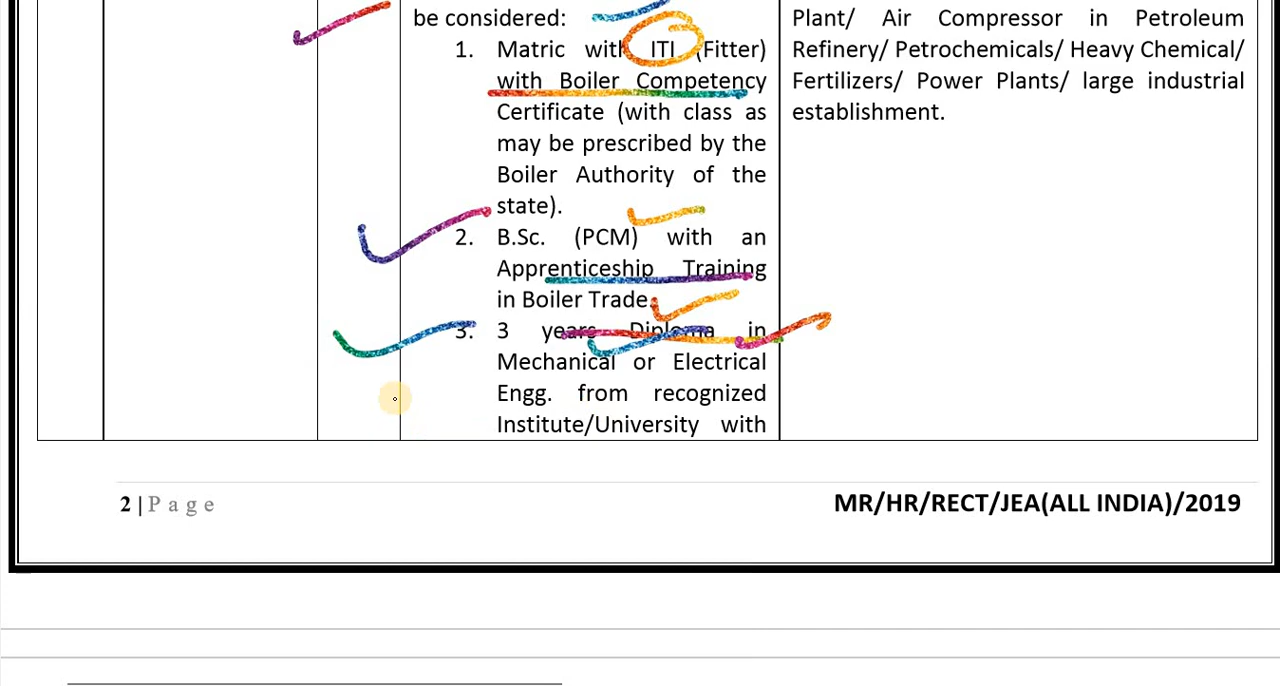 be considered:
1. Matric with ITI (Fitter)
with Boiler Competency
Certificate (with class as
may be prescribed by the
Boiler Authority of the
state).
2. B.Sc. (PCM) with an
Apprenticeship Training
in Boiler Trade.
3. 3 years Diploma in
Mechanical or Electrical
Engg. from recognized
Institute/University with
Plant/ Air Compressor in Petroleum
Refinery/ Petrochemicals/ Heavy Chemical/
Fertilizers/ Power Plants/ large industrial
establishment.
2 | P a g e
MR/HR/RECT/JEA(ALL INDIA)/2019